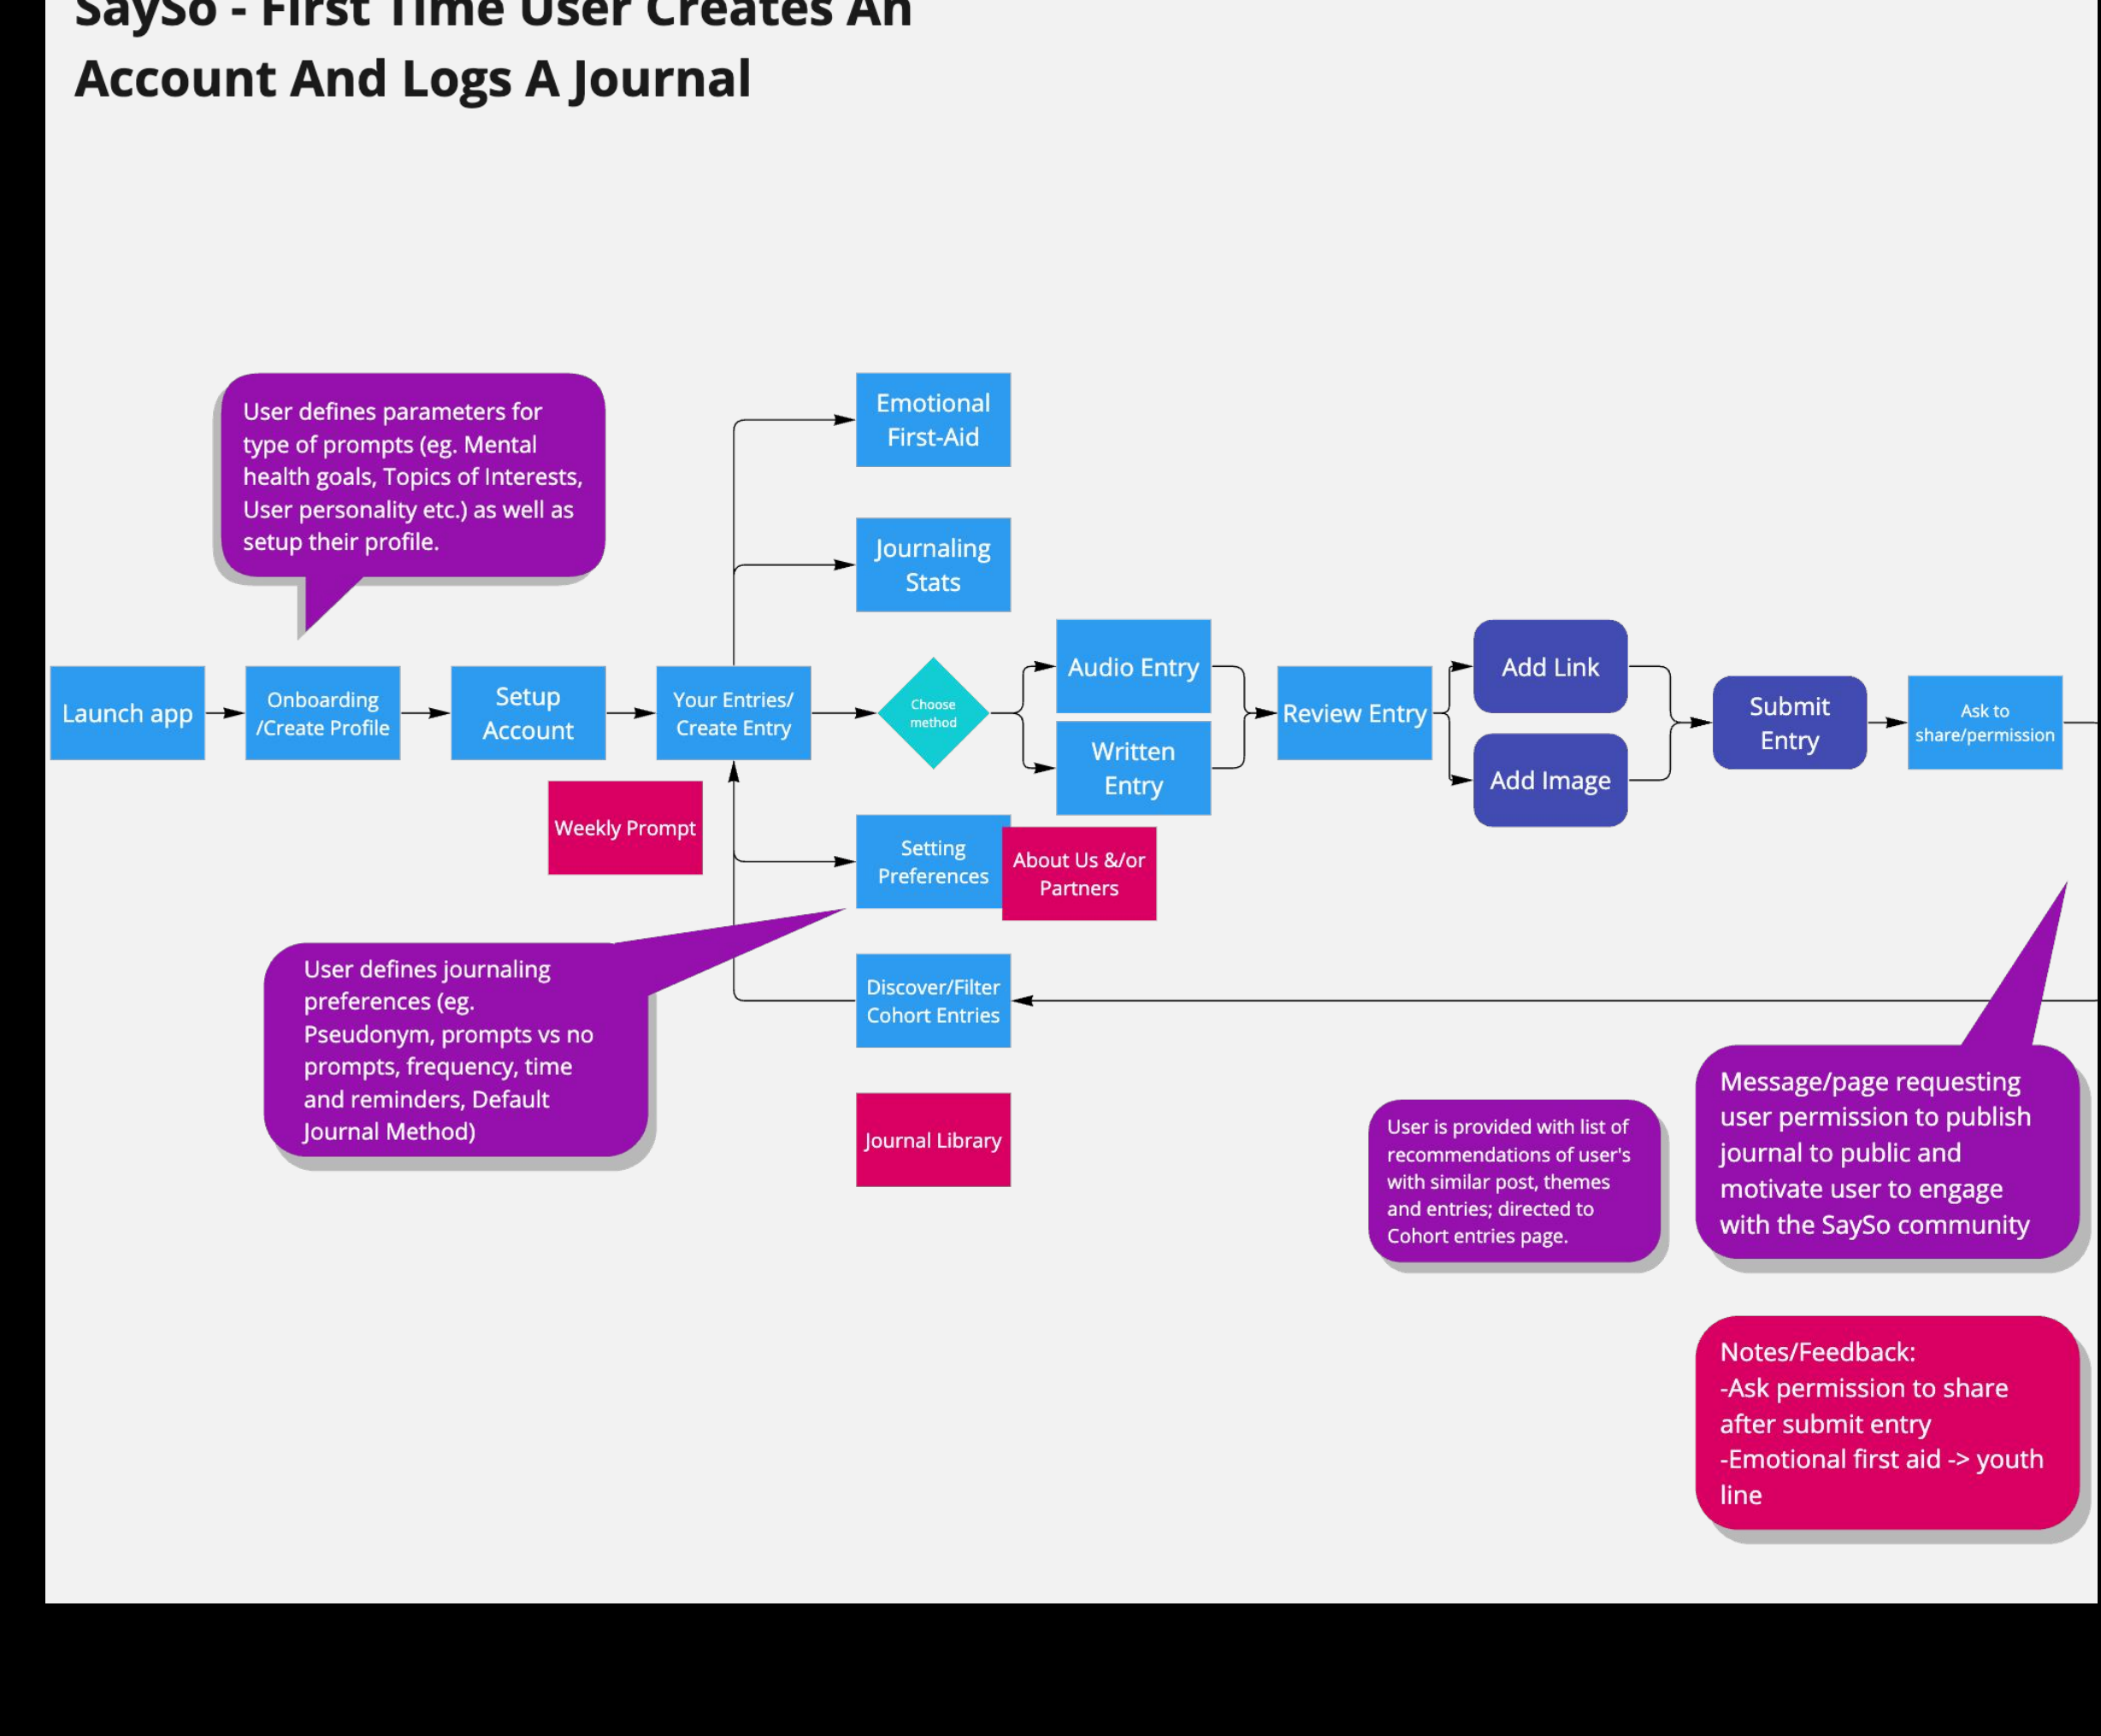 SaySo - First Time User Creates An
Account And Logs A Journal
User defines parameters for
type of prompts (eg. Mental
health goals, Topics of Interests,
User personality etc.) as well as
setup their profile.
Emotional
First-Aid
Journaling
Stats
Launch app
Onboarding
/Create Profile
Setup
Account
Your Entries/
Create Entry
Choose
method
Audio Entry
Written
Entry
Review Entry
Add Link
Add Image
Submit
Entry
Ask to
share/permission
Weekly Prompt
Setting
Preferences
About Us &/or
Partners
User defines journaling
preferences (eg.
Pseudonym, prompts vs no
prompts, frequency, time
and reminders, Default
Journal Method)
Discover/Filter
Cohort Entries
Journal Library
User is provided with list of
recommendations of user's
with similar post, themes
and entries; directed to
Cohort entries page.
Message/page requesting
user permission to publish
journal to public and
motivate user to engage
with the SaySo community
Notes/Feedback:
-Ask permission to share
after submit entry
-Emotional first aid -> youth
line